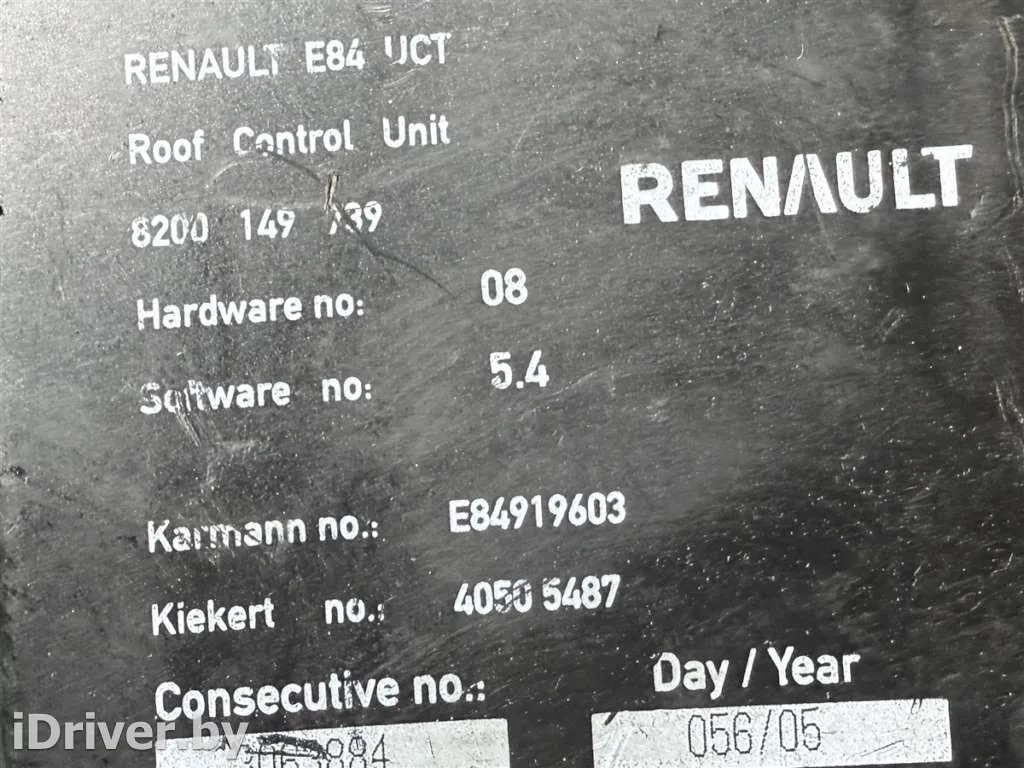 RENAULT E84 UCT
Roof Control Unit
RENAULT
8200 149
Hardware no: 08
Software no: 5.4
Karmann no.: E84919603
Kiekert no.: 4050 5487
Consecutive no.: Day / Year
056/05
iDriver.by